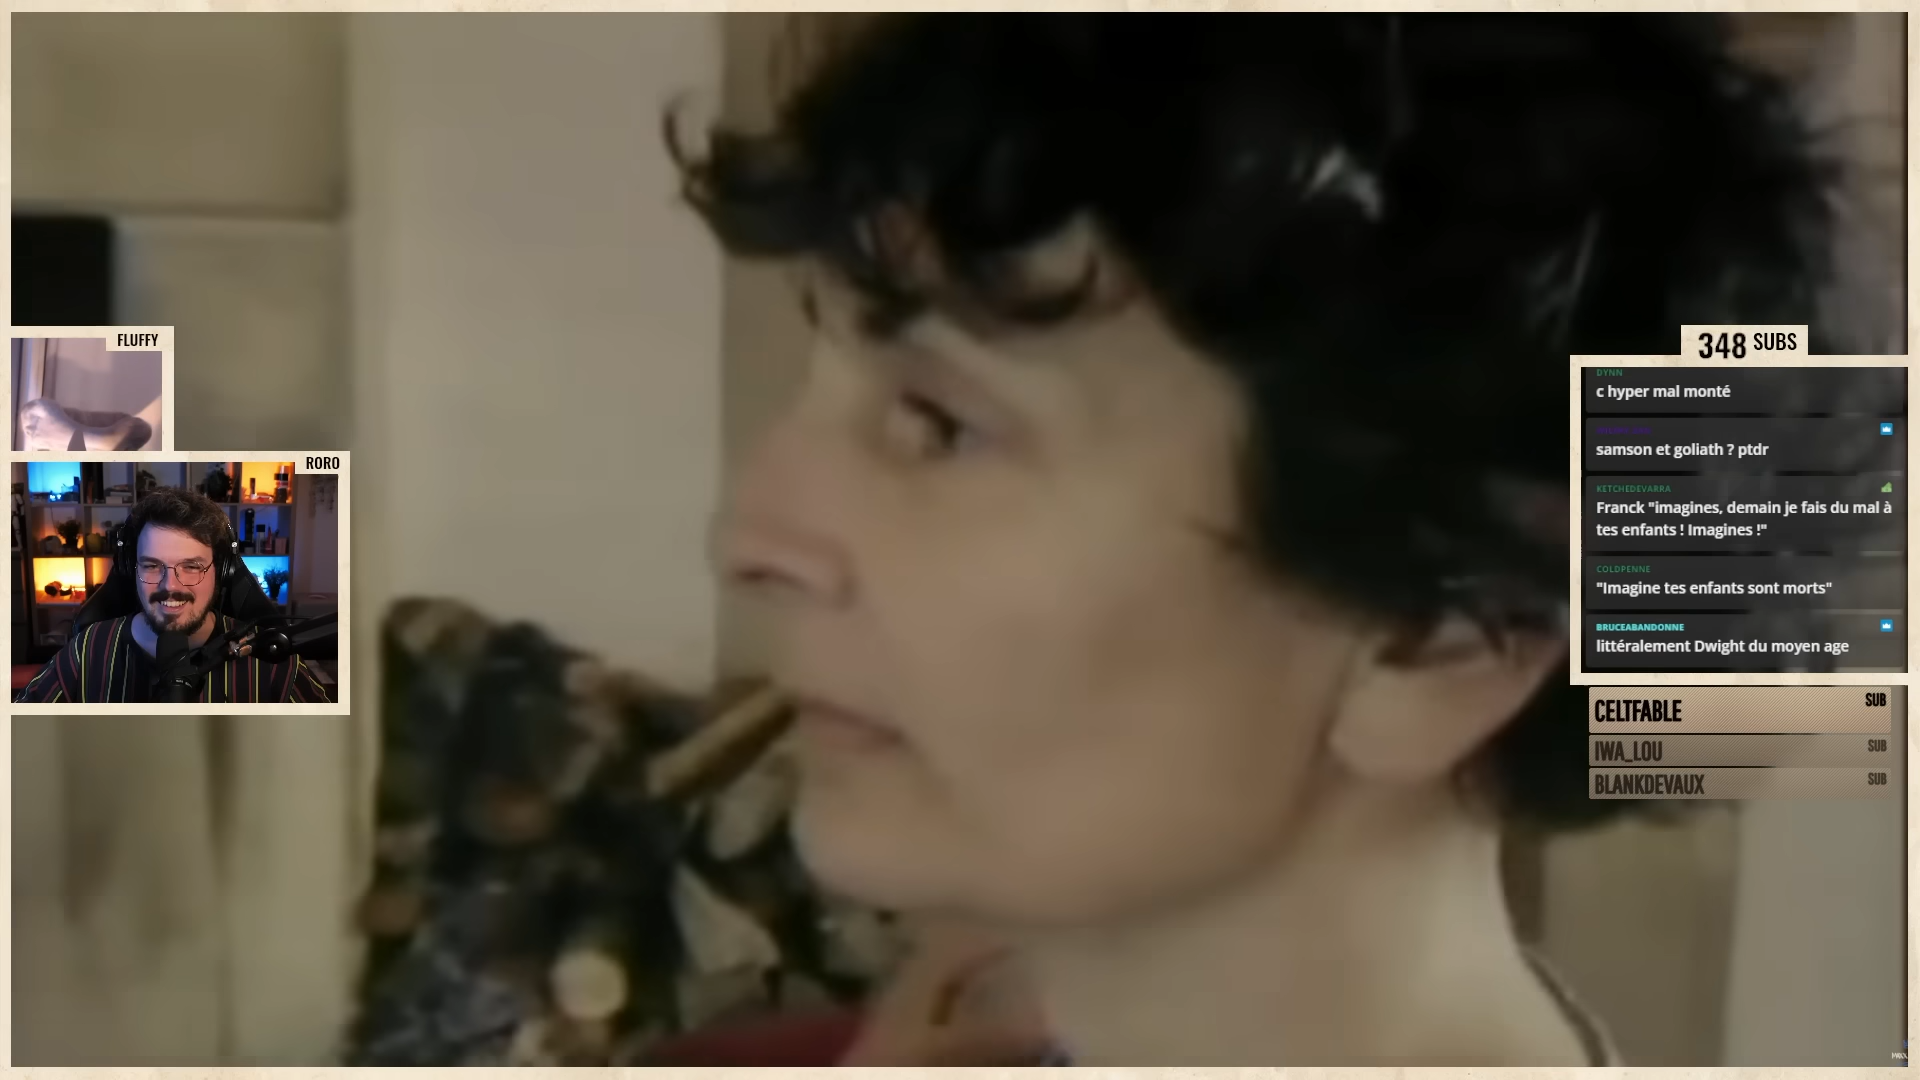 FLUFFY
RORO
348 SUBS
DYNN
c hyper mal monté
samson et goliath ? ptdr
KETCHEDEVARRA
Franck "imagines, demain je fais du mal à
tes enfants ! Imagines !"
COLDPENNE
"Imagine tes enfants sont morts"
BRUCEABANDONNE
littéralement Dwight du moyen age
CELTFABLE SUB
IWA_LOU SUB
BLANKDEVAUX SUB